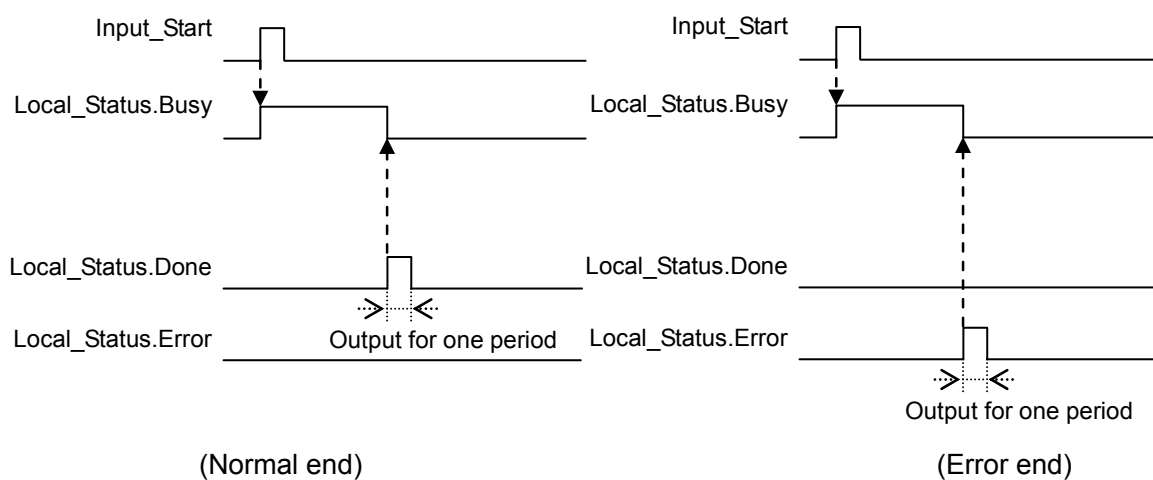 Input_Start
Local_Status.Busy
Local_Status.Done
Local_Status.Error
Output for one period
(Normal end)
Input_Start
Local_Status.Busy
Local_Status.Done
Local_Status.Error
Output for one period
(Error end)